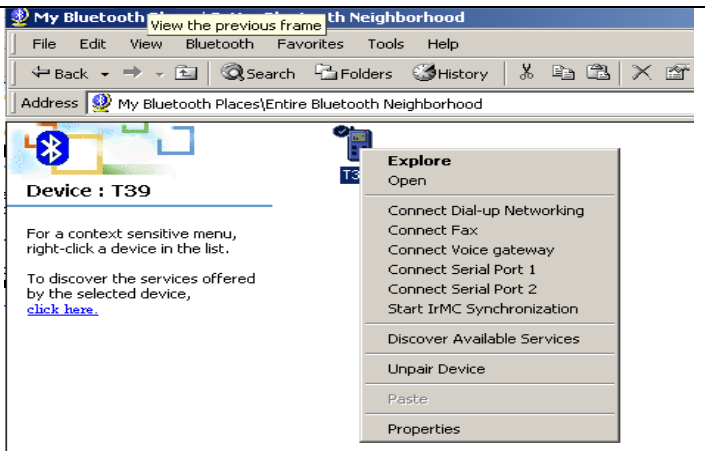 My Bluetooth
View the previous frame
th Neighborhood
File Edit View Bluetooth Favorites Tools Help
Back Search Folders History
Address My Bluetooth Places\Entire Bluetooth Neighborhood
Device : T39
For a context sensitive menu,
right-click a device in the list.
To discover the services offered
by the selected device,
click here.
T3
Explore
Open
Connect Dial-up Networking
Connect Fax
Connect Voice gateway
Connect Serial Port 1
Connect Serial Port 2
Start IrMC Synchronization
Discover Available Services
Unpair Device
Paste
Properties